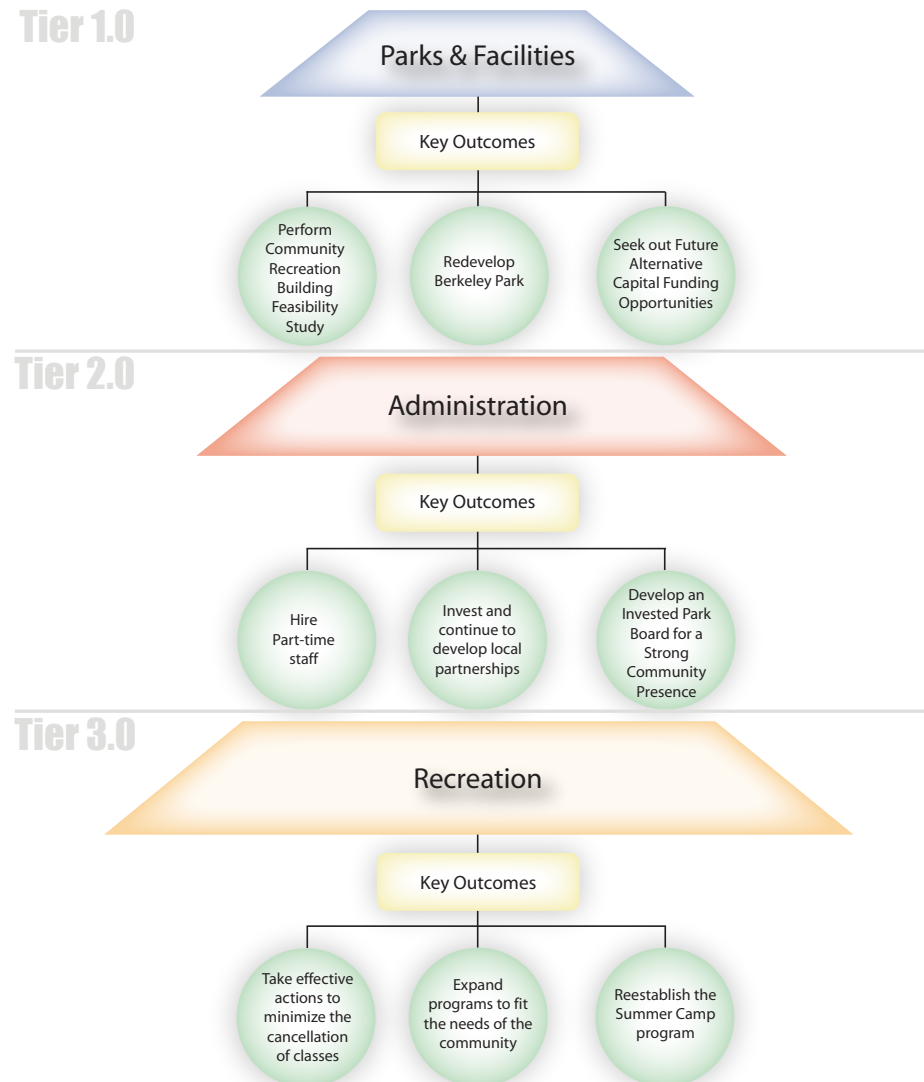 Tier 1.0
Parks & Facilities
Key Outcomes
Perform
Community
Recreation
Building
Feasibility
Study
Redevelop
Berkeley Park
Seek out Future
Alternative
Capital Funding
Opportunities
Tier 2.0
Administration
Key Outcomes
Hire
Part-time
staff
Invest and
continue to
develop local
partnerships
Develop an
Invested Park
Board for a
Strong
Community
Presence
Tier 3.0
Recreation
Key Outcomes
Take effective
actions to
minimize the
cancellation
of classes
Expand
programs to fit
the needs of the
community
Reestablish the
Summer Camp
program